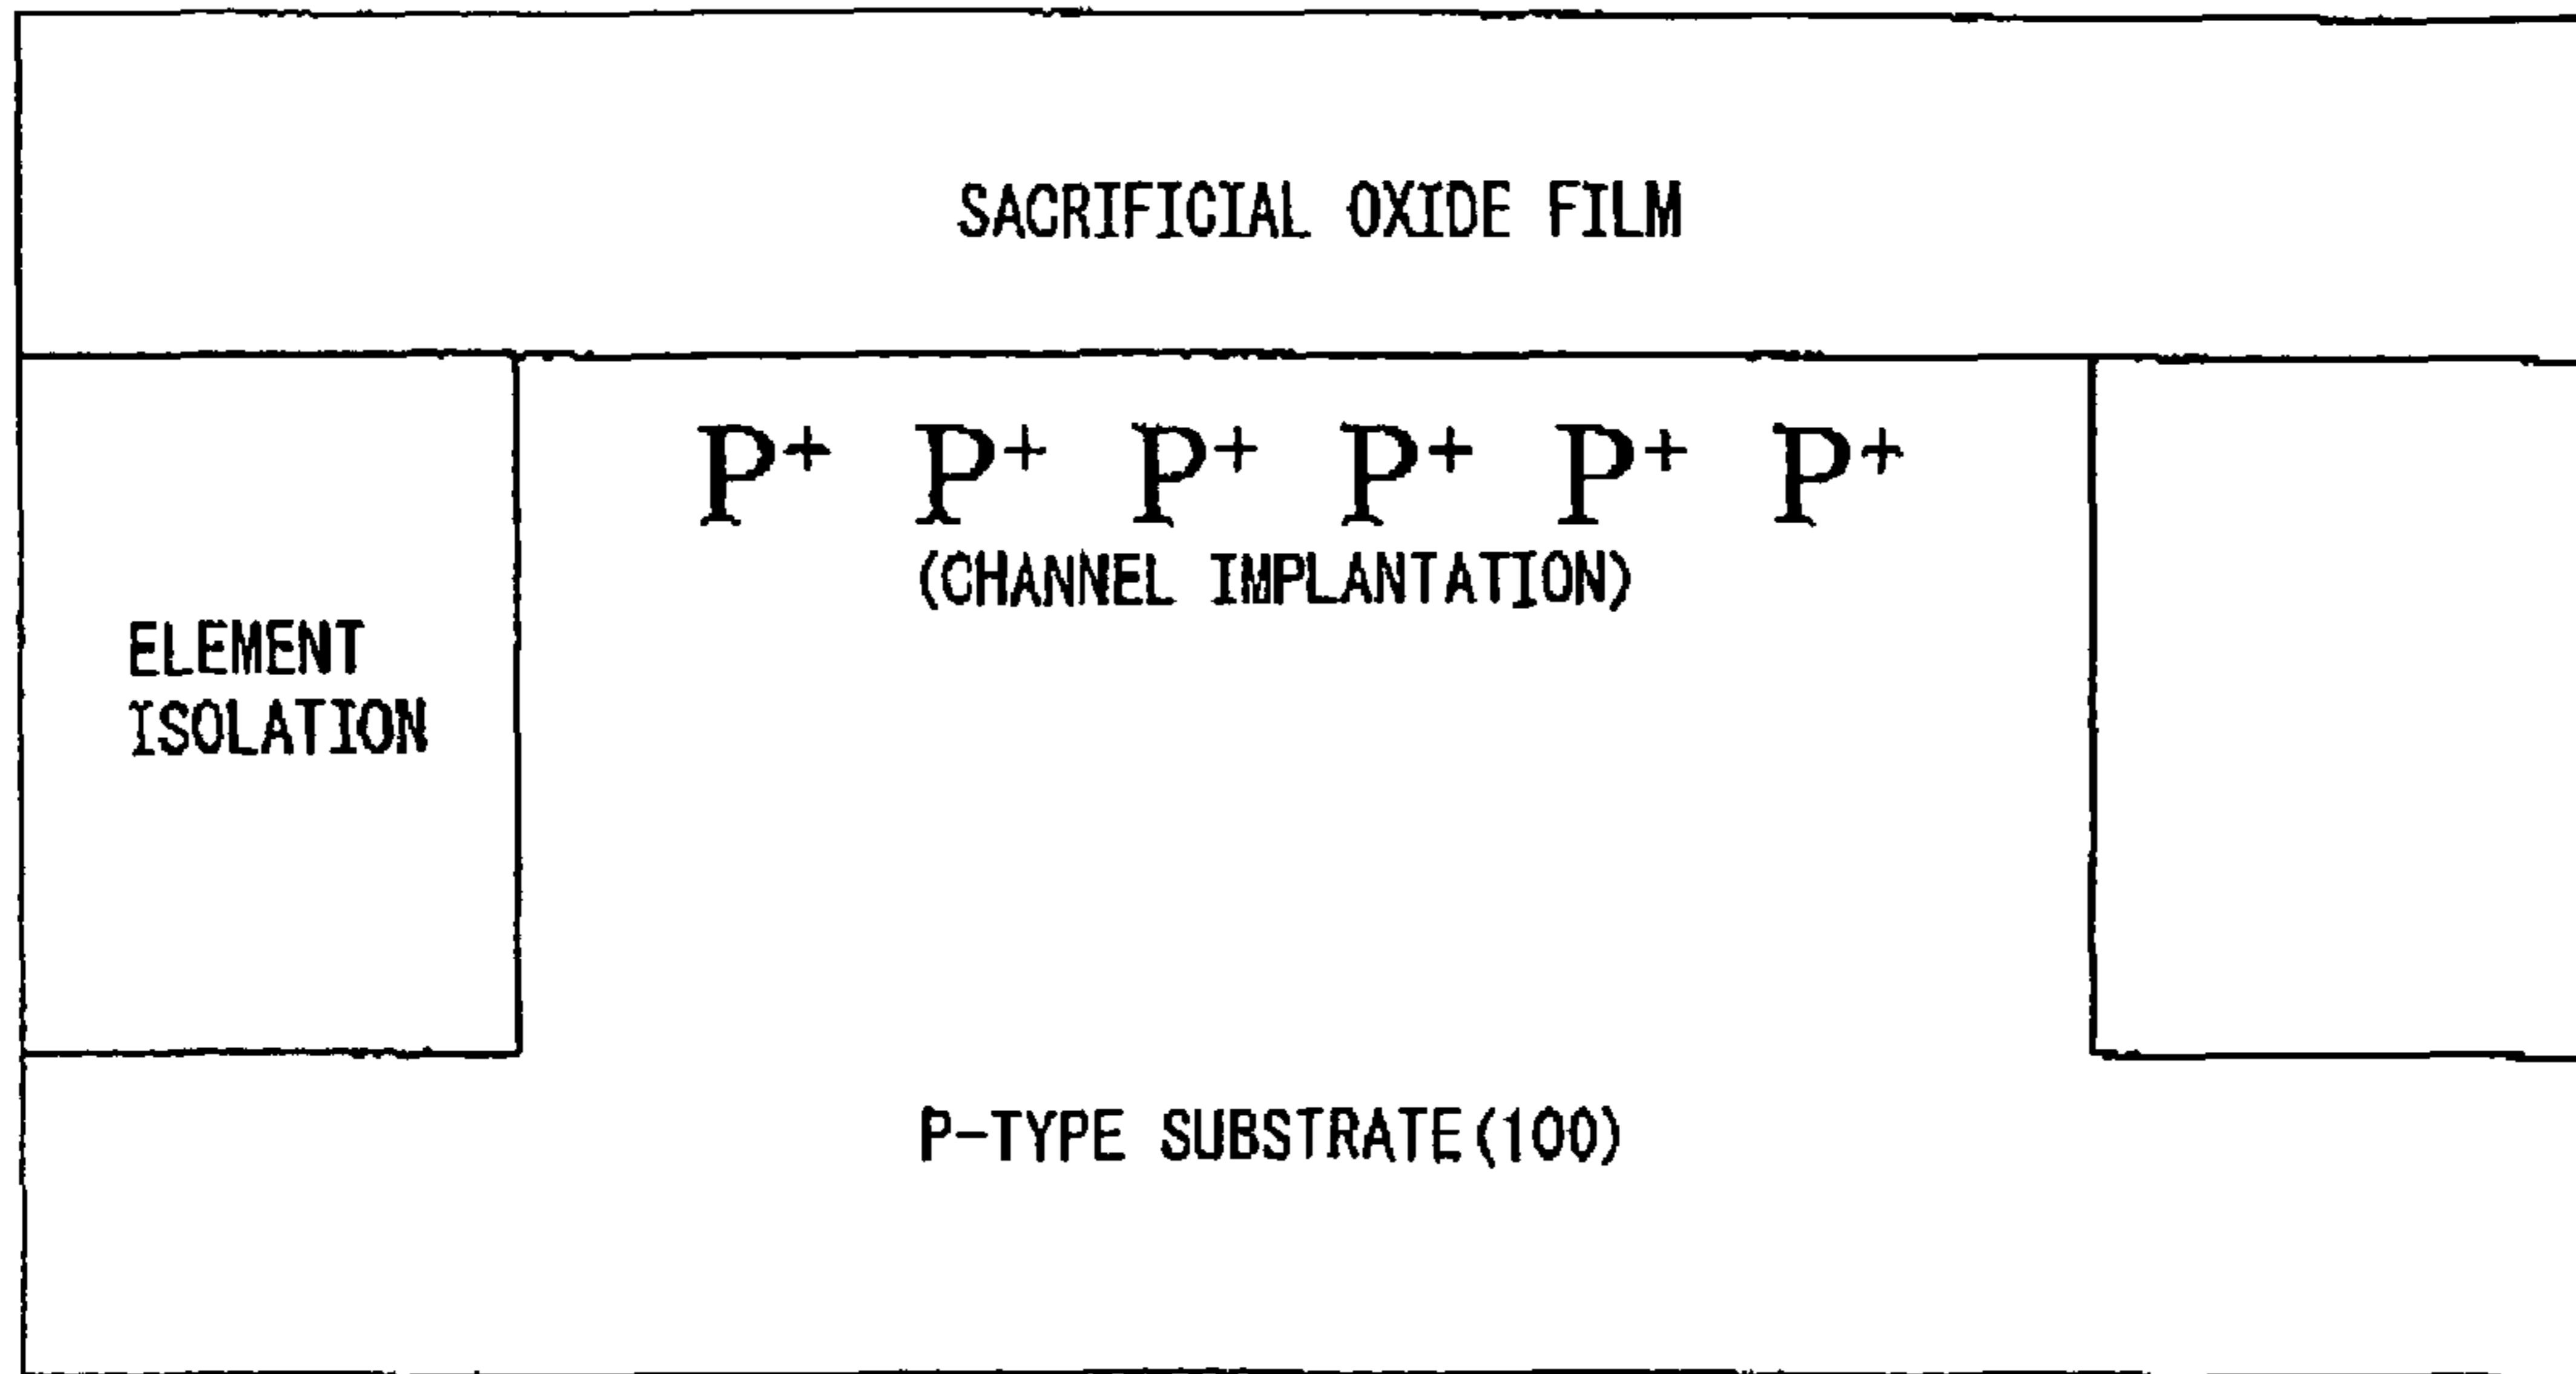 SACRIFICIAL OXIDE FILM
P+ P+ P+ P+ P+ P+
(CHANNEL IMPLANTATION)
ELEMENT
ISOLATION
P-TYPE SUBSTRATE(100)